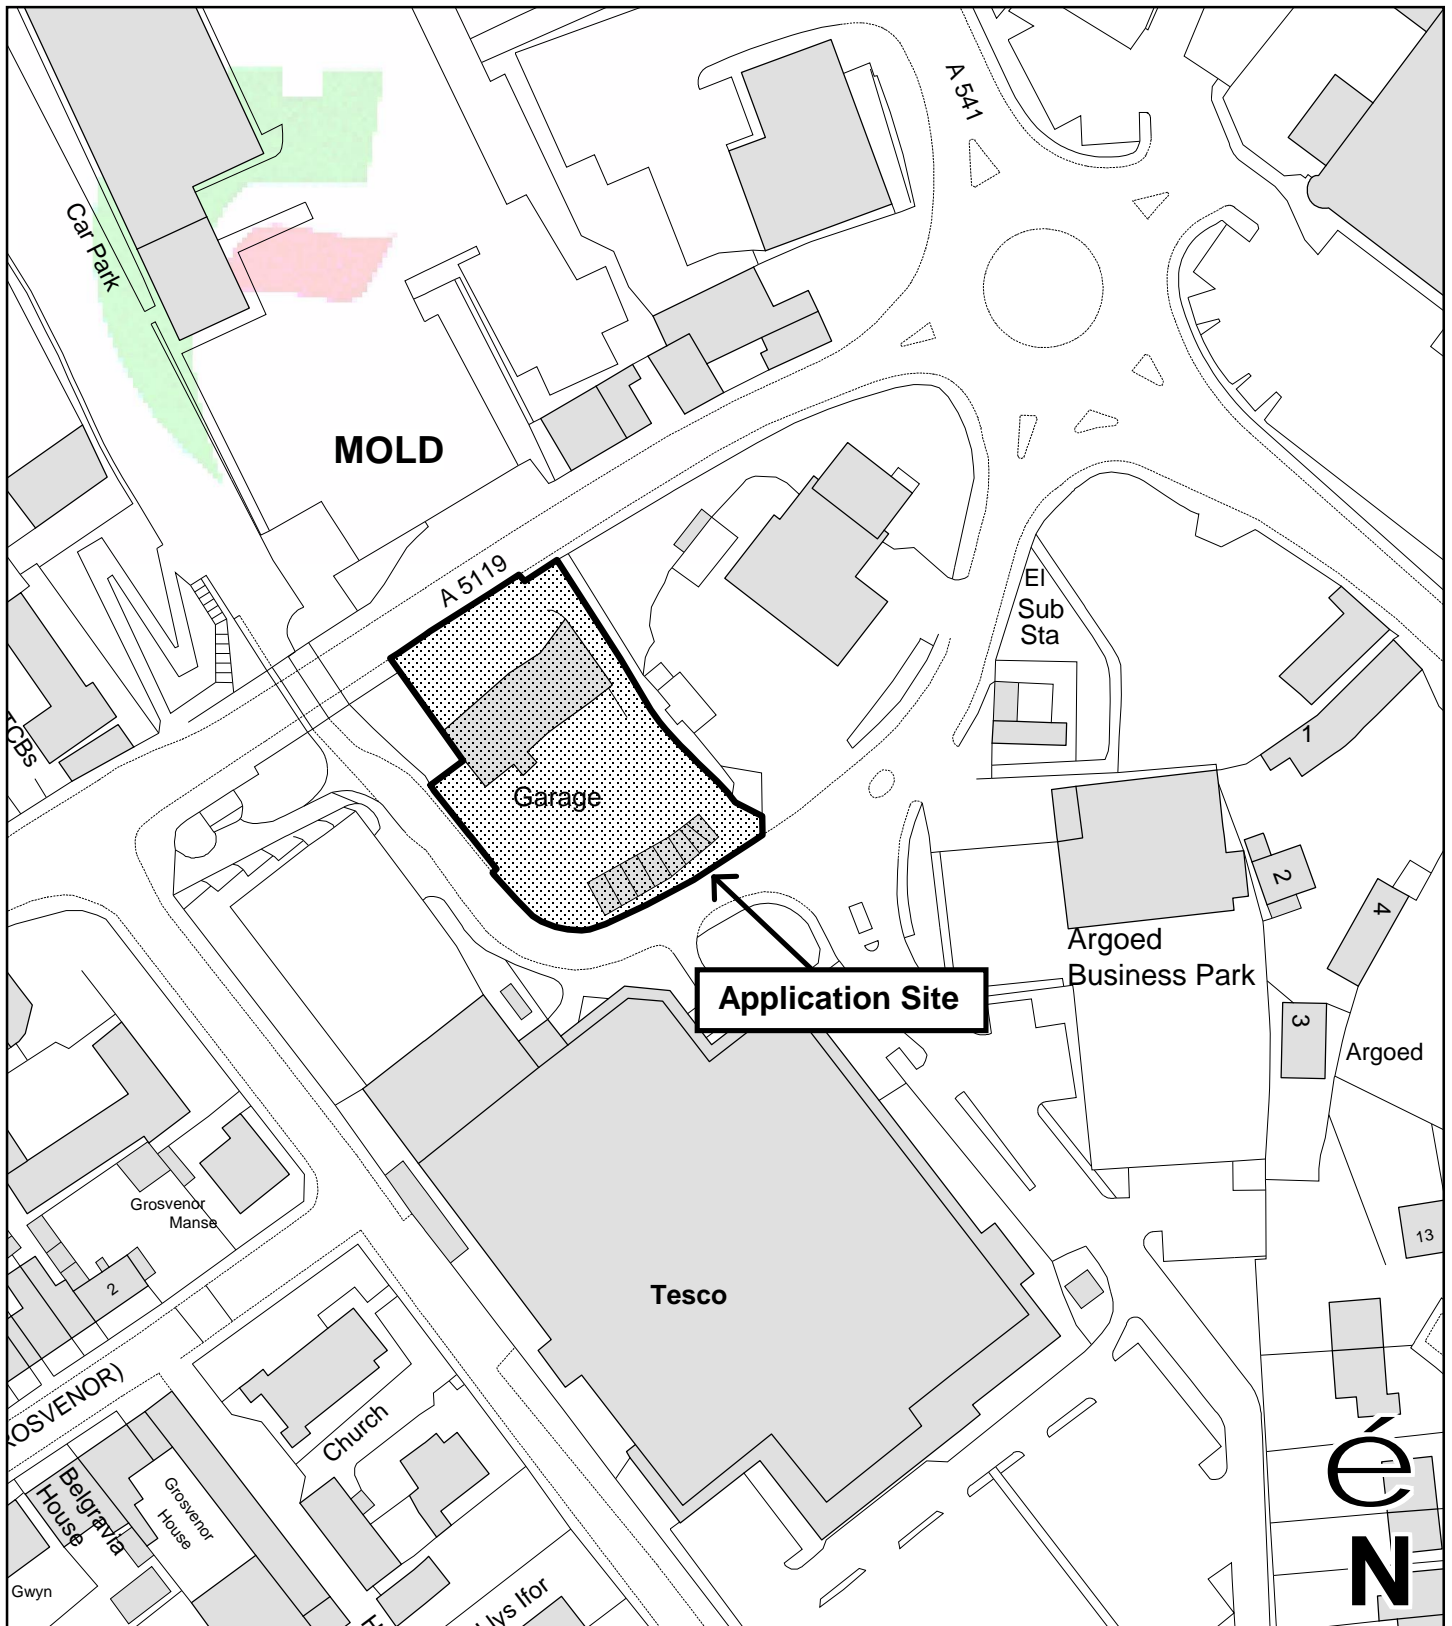 A 541
Car Park
MOLD
A 5119
El
Sub
Sta
TCBs
1
Garage
2
4
Argoed
Business Park
Application Site
3
Argoed
Grosvenor
Manse
13
2
Tesco
ROSVENOR)
Church
Belgravia
House
Grosvenor
House
é
N
Gwyn
Llys Ifor